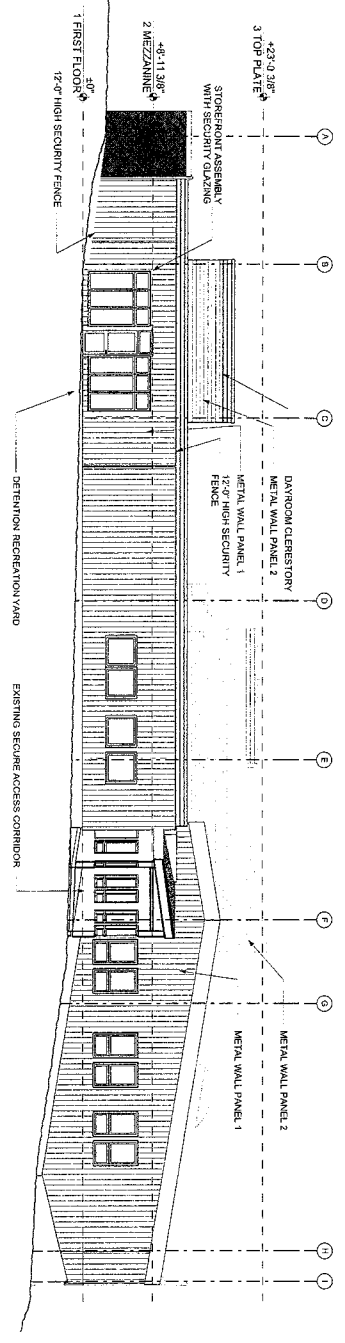 A
B
C
D
E
F
G
H
I
+23'-0 3/8"
3 TOP PLATE
+8'-11 3/8"
2 MEZZANINE
±0"
1 FIRST FLOOR
12'-0" HIGH SECURITY FENCE
STOREFRONT ASSEMBLY
WITH SECURITY GLAZING
DAYROOM CLERESTORY
METAL WALL PANEL 2
METAL WALL PANEL 1
12'-0" HIGH SECURITY
FENCE
METAL WALL PANEL 2
METAL WALL PANEL 1
DETENTION RECREATION YARD
EXISTING SECURE ACCESS CORRIDOR